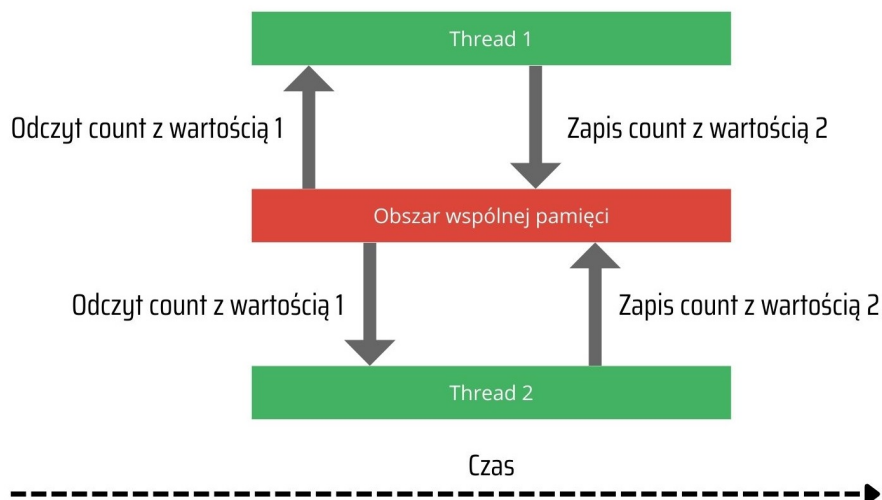 Thread 1
Odczyt count z wartością 1
Zapis count z wartością 2
Obszar wspólnej pamięci
Odczyt count z wartością 1
Zapis count z wartością 2
Thread 2
Czas